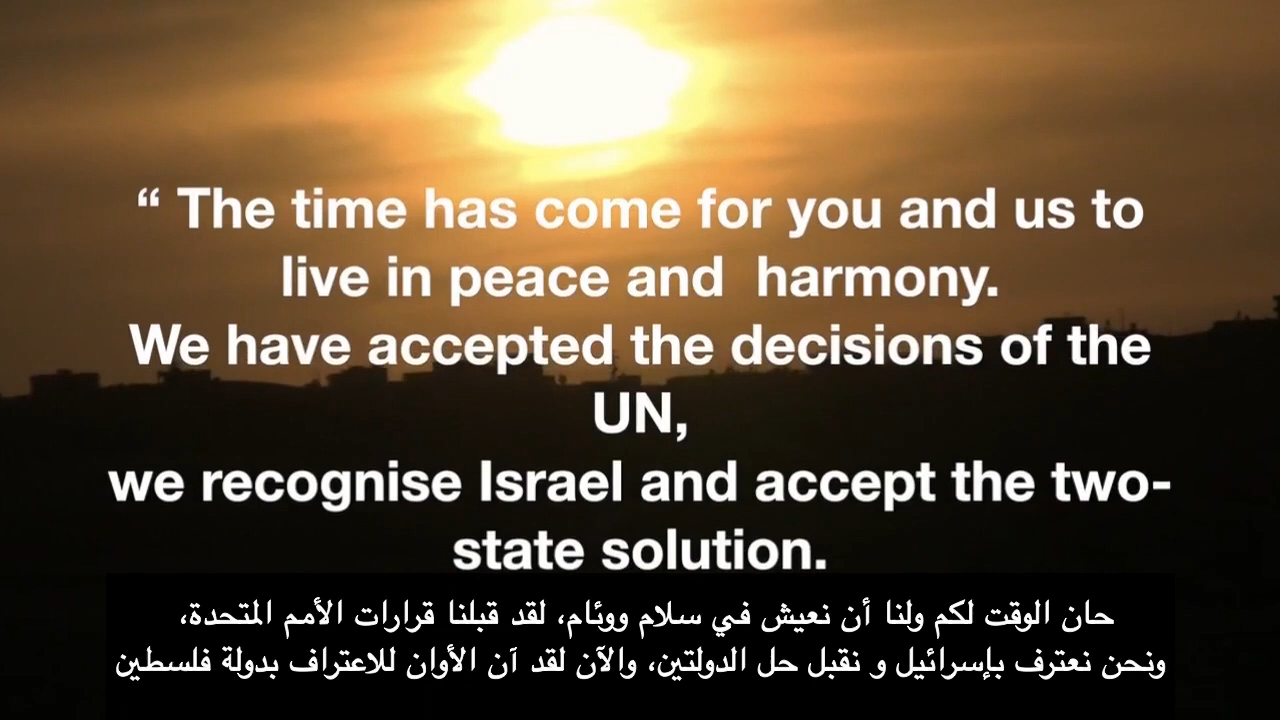 “ The time has come for you and us to
live in peace and  harmony.
We have accepted the decisions of the
UN,
we recognise Israel and accept the two-
state solution.
حان الوقت لكم ولنا أن نعيش في سلام ووئام، لقد قبلنا قرارات الأمم المتحدة،
ونحن نعترف بإسرائيل و نقبل حل الدولتين، والآن لقد آن الأوان للاعتراف بدولة فلسطين